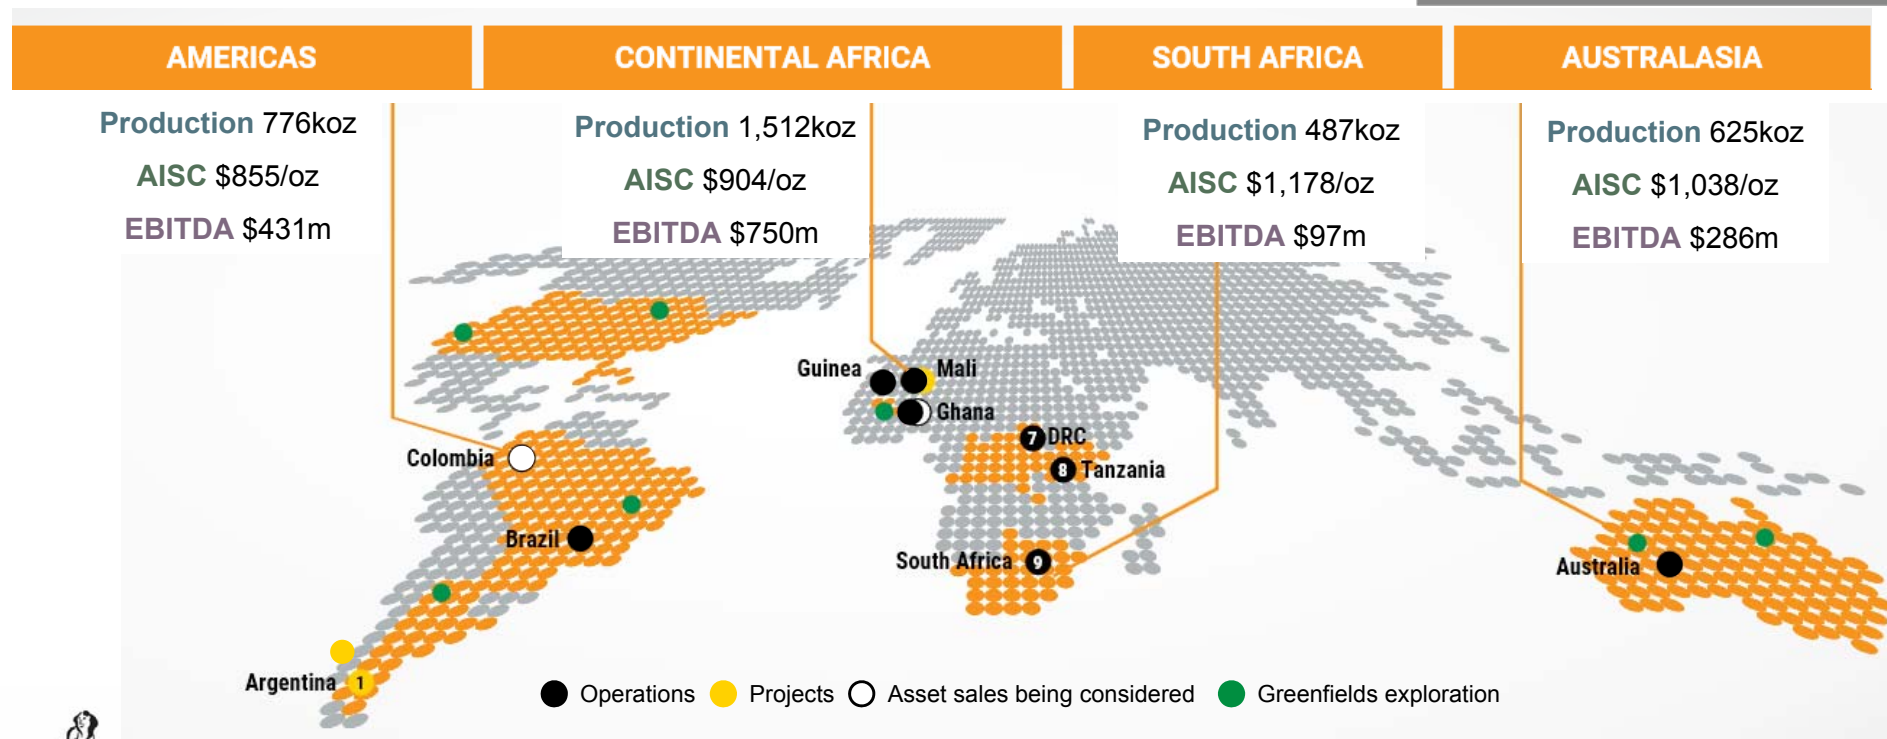 AMERICAS
CONTINENTAL AFRICA
SOUTH AFRICA
AUSTRALASIA
Production 776koz
AISC $855/oz
EBITDA $431m
Production 1,512koz
AISC $904/oz
EBITDA $750m
Production 487koz
AISC $1,178/oz
EBITDA $97m
Production 625koz
AISC $1,038/oz
EBITDA $286m
Guinea
Mali
Ghana
7 DRC
8 Tanzania
Colombia
Brazil
South Africa 9
Australia
Argentina 1
Operations
Projects
Asset sales being considered
Greenfields exploration